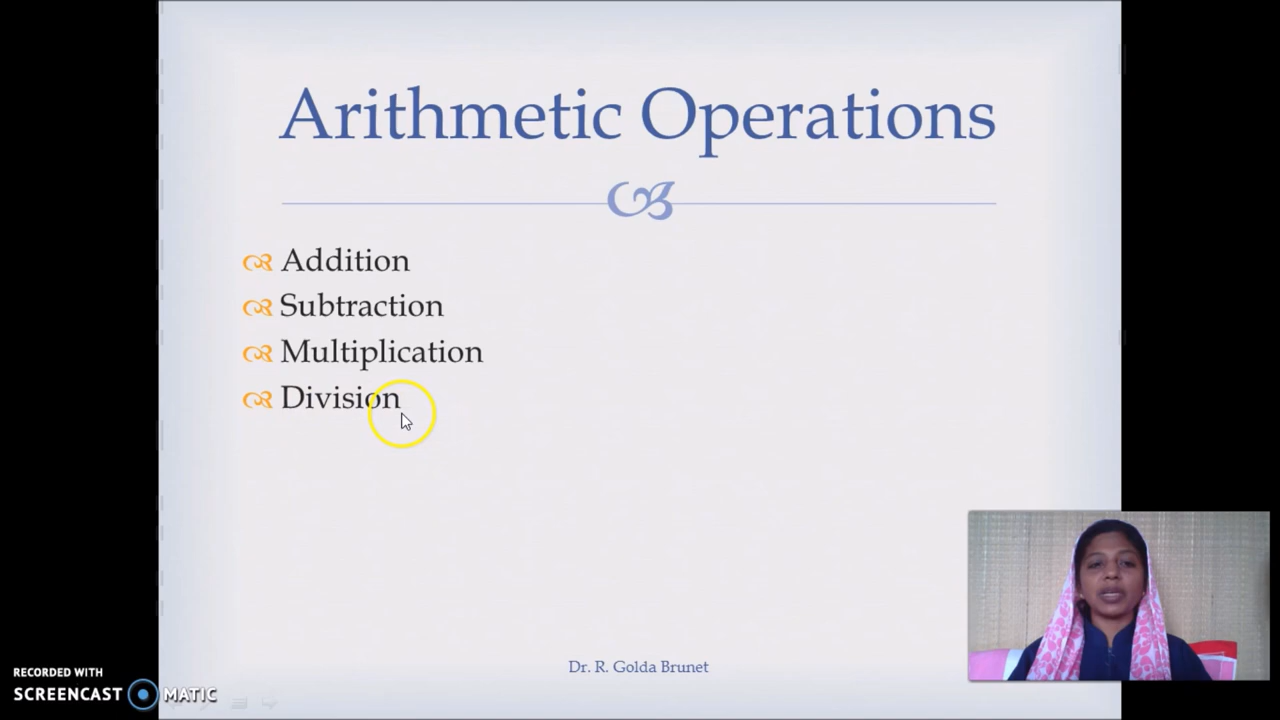 Arithmetic Operations
Addition
Subtraction
Multiplication
Division
Dr. R. Golda Brunet
RECORDED WITH
SCREENCAST MATIC